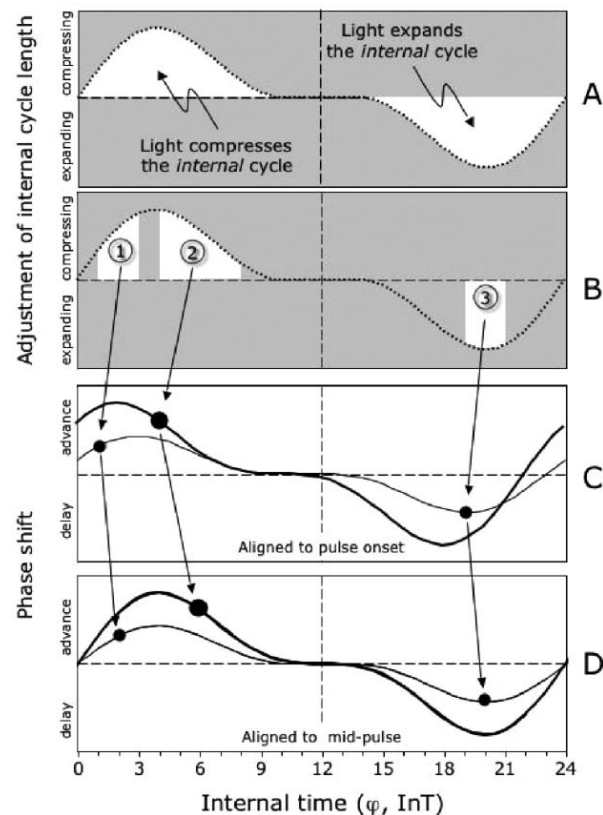 Adjustment of internal cycle length
compressing
expanding
Light compresses
the internal cycle
Light expands
the internal cycle
A
compressing
expanding
1
2
3
B
Phase shift
advance
delay
Aligned to pulse onset
C
advance
delay
Aligned to mid-pulse
D
0 3 6 9 12 15 18 21 24
Internal time (φ, InT)